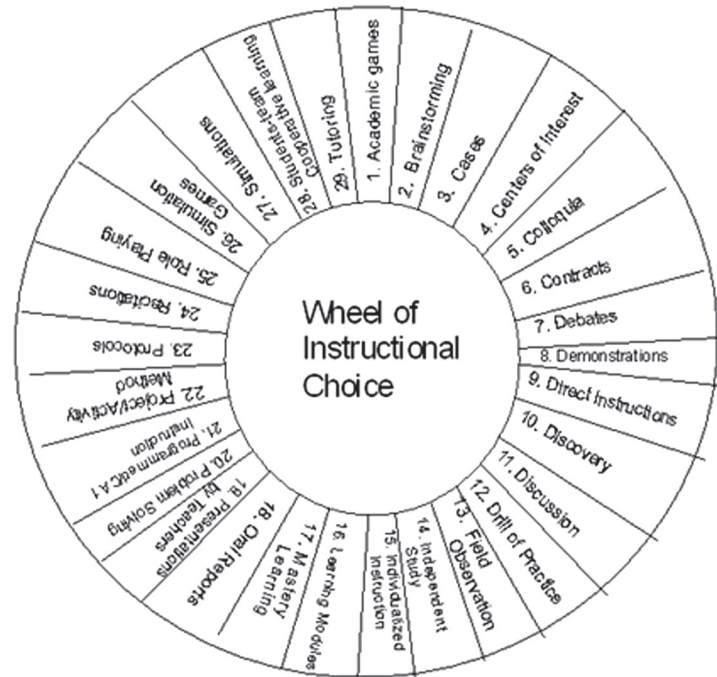 Wheel of
Instructional
Choice
1. Academic games
2. Brainstorming
3. Cases
4. Centers of Interest
5. Colloquia
6. Contracts
7. Debates
8. Demonstrations
9. Direct Instructions
10. Discovery
11. Discussion
12. Drill of Practice
13. Field
Observation
14. Independent
Study
15. Individualized
Instruction
16. Learning Modules
17. Mastery
Learning
18. Oral Reports
19. Presentations
by Teachers
20. Problem Solving
21. Programmed/CA1
Instrution
22. Project/Activity
Method
23. Protocols
24. Recitations
25. Role Playing
26. Simulation
Games
27. Simulations
28. Students-team
Cooperative learning
29. Tutoring